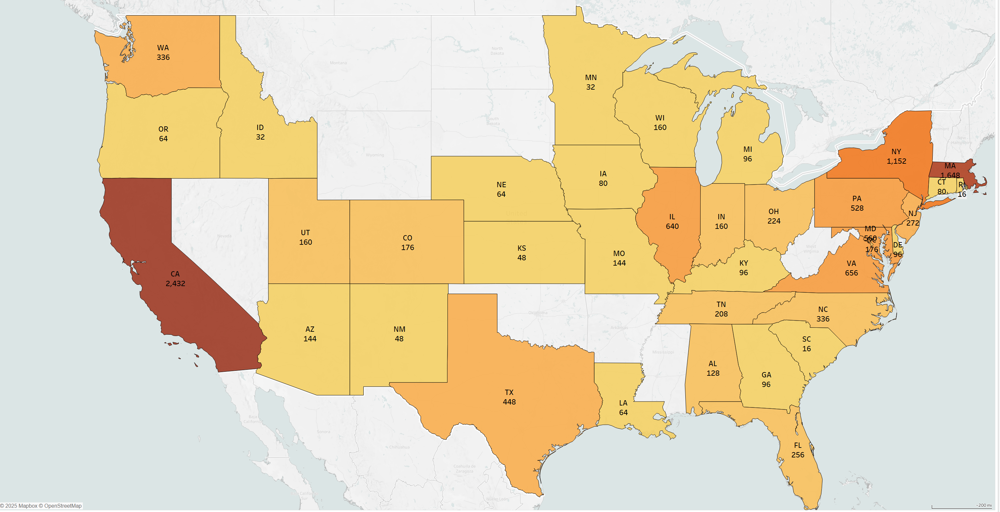 North
Dakota
WA
336
Montana
MN
32
WI
160
South
Dakota
OR
64
ID
32
Vermont
New
Hampshire
MI
96
NY
1,152
Wyoming
MA
1,648
IA
80
CT
80
RI
16
NE
64
PA
528
United
IL
640
IN
160
OH
224
NJ
272
MD
560
DC
176
DE
96
UT
160
CO
176
Nevada
KS
48
MO
144
KY
96
West
Virginia
VA
656
CA
2,432
TN
208
NC
336
Oklahoma
Arkansas
AZ
144
NM
48
SC
16
Mississippi
AL
128
GA
96
TX
448
LA
64
Baja
California
Sonora
Chihuahua
FL
256
Coahuila de
Zaragoza
Baja California
Sur
Nuevo León
© 2025 Mapbox © OpenStreetMap
~200 mi